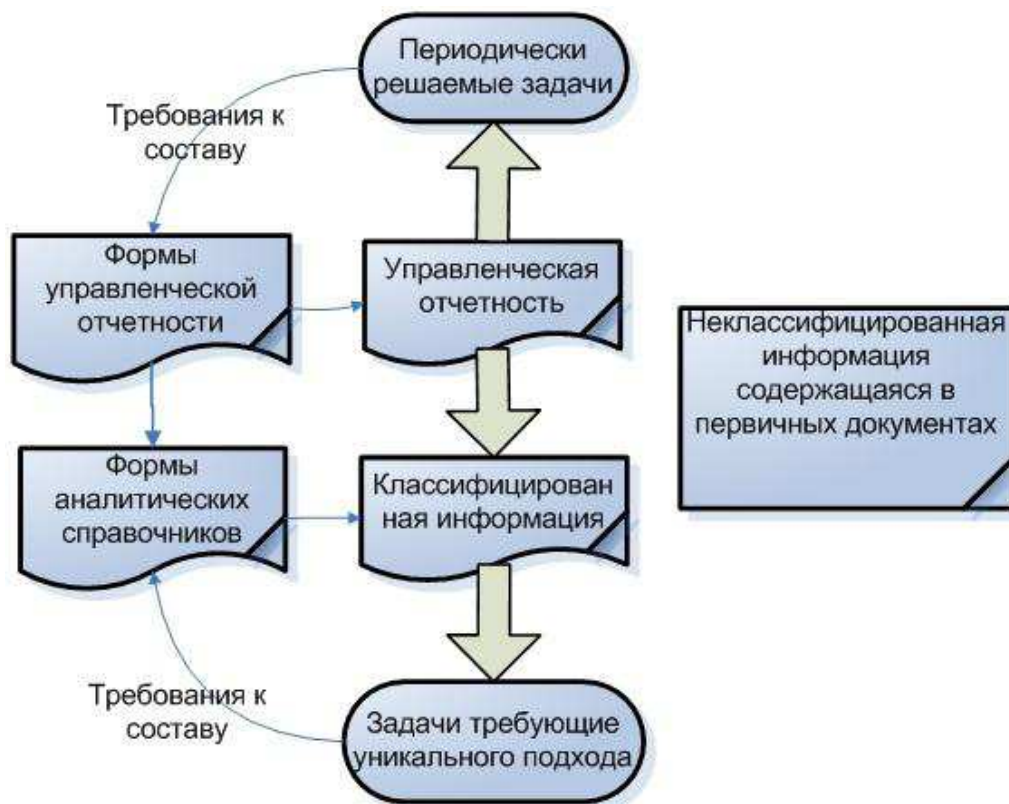 Периодически
решаемые задачи
Требования к
составу
Формы
управленческой
отчетности
Управленческая
отчетность
Неклассифицированная
информация
содержащаяся в
первичных документах
Формы
аналитических
справочников
Классифицирован
ная информация
Требования к
составу
Задачи требующие
уникального подхода